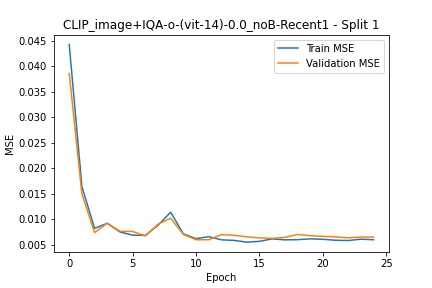 CLIP_image+IQA-o-(vit-14)-0.0_noB-Recent1 - Split 1
Train MSE
Validation MSE
MSE
0.045
0.040
0.035
0.030
0.025
0.020
0.015
0.010
0.005
0 5 10 15 20 25
Epoch